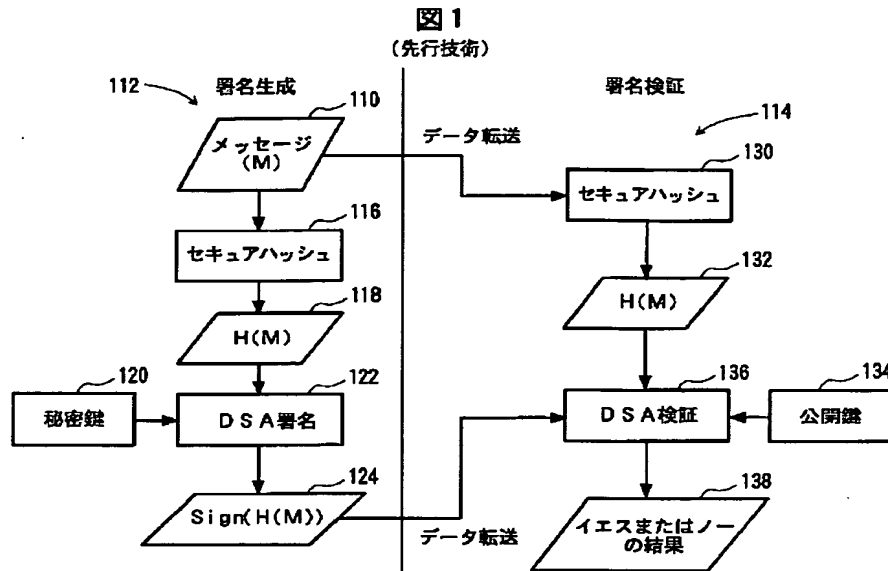 図1
(先行技術)
112
署名生成
署名検証
110
114
メッセージ
(M)
データ転送
130
セキュアハッシュ
116
セキュアハッシュ
132
118
H(M)
H(M)
120
122
136
134
秘密鍵
DSA署名
DSA検証
公開鍵
124
138
Sign(H(M))
データ転送
イエスまたはノー
の結果